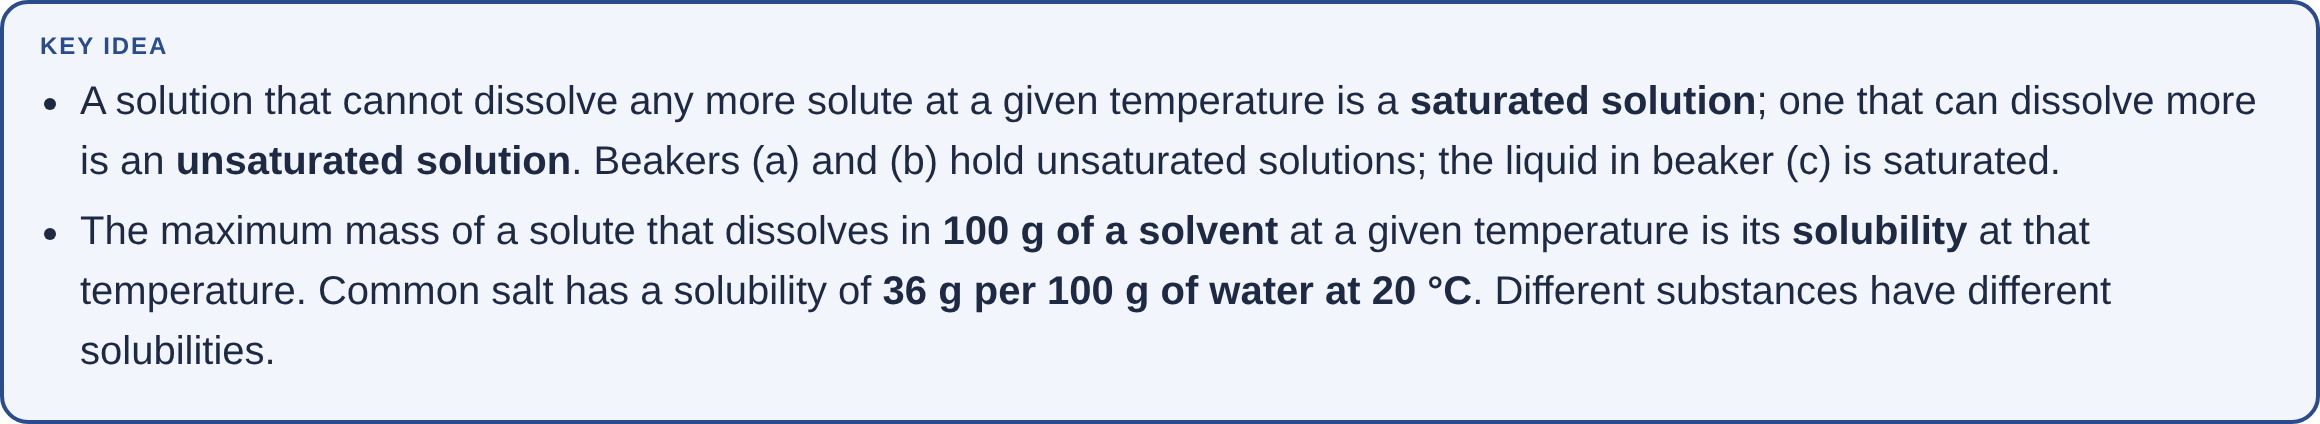 KEY IDEA
• A solution that cannot dissolve any more solute at a given temperature is a saturated solution; one that can dissolve more
is an unsaturated solution. Beakers (a) and (b) hold unsaturated solutions; the liquid in beaker (c) is saturated.
• The maximum mass of a solute that dissolves in 100 g of a solvent at a given temperature is its solubility at that
temperature. Common salt has a solubility of 36 g per 100 g of water at 20 °C. Different substances have different
solubilities.